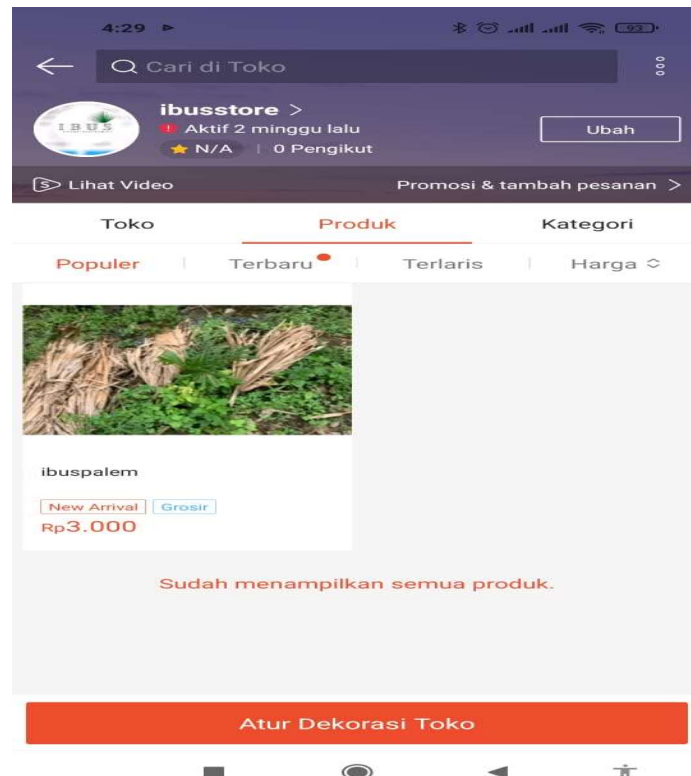 4:29
93
Cari di Toko
IBUS
ibusstore >
Aktif 2 minggu lalu
N/A | 0 Pengikut
Ubah
Lihat Video
Promosi & tambah pesanan >
Toko
Produk
Kategori
Populer
Terbaru
Terlaris
Harga
ibuspalem
New Arrival
Grosir
Rp3.000
Sudah menampilkan semua produk.
Atur Dekorasi Toko